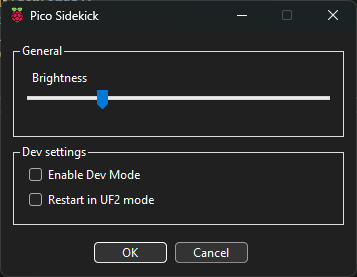 Pico Sidekick
General
Brightness
Dev settings
Enable Dev Mode
Restart in UF2 mode
OK
Cancel